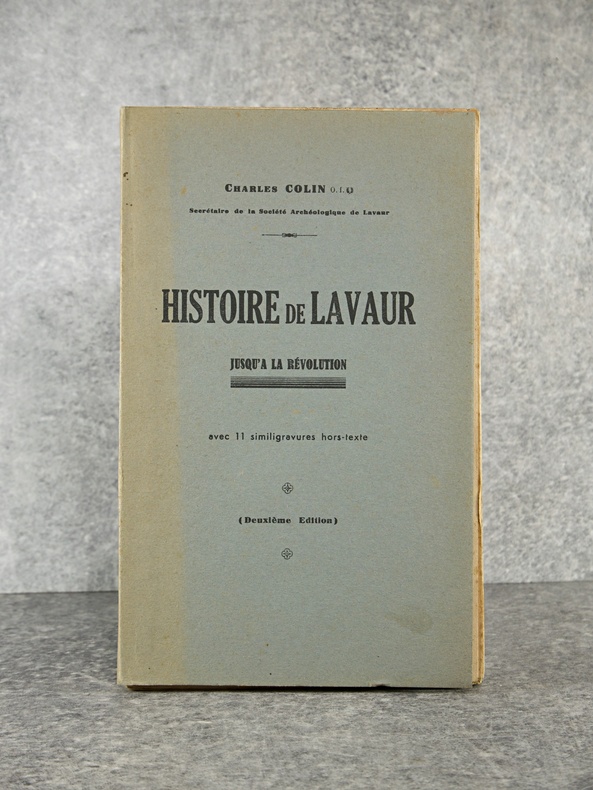 CHARLES COLIN O.I.Q
Secrétaire de la Société Archéologique de Lavaur
HISTOIRE DE LAVAUR
JUSQU'A LA RÉVOLUTION
avec 11 similigravures hors-texte
(Deuxième Edition)